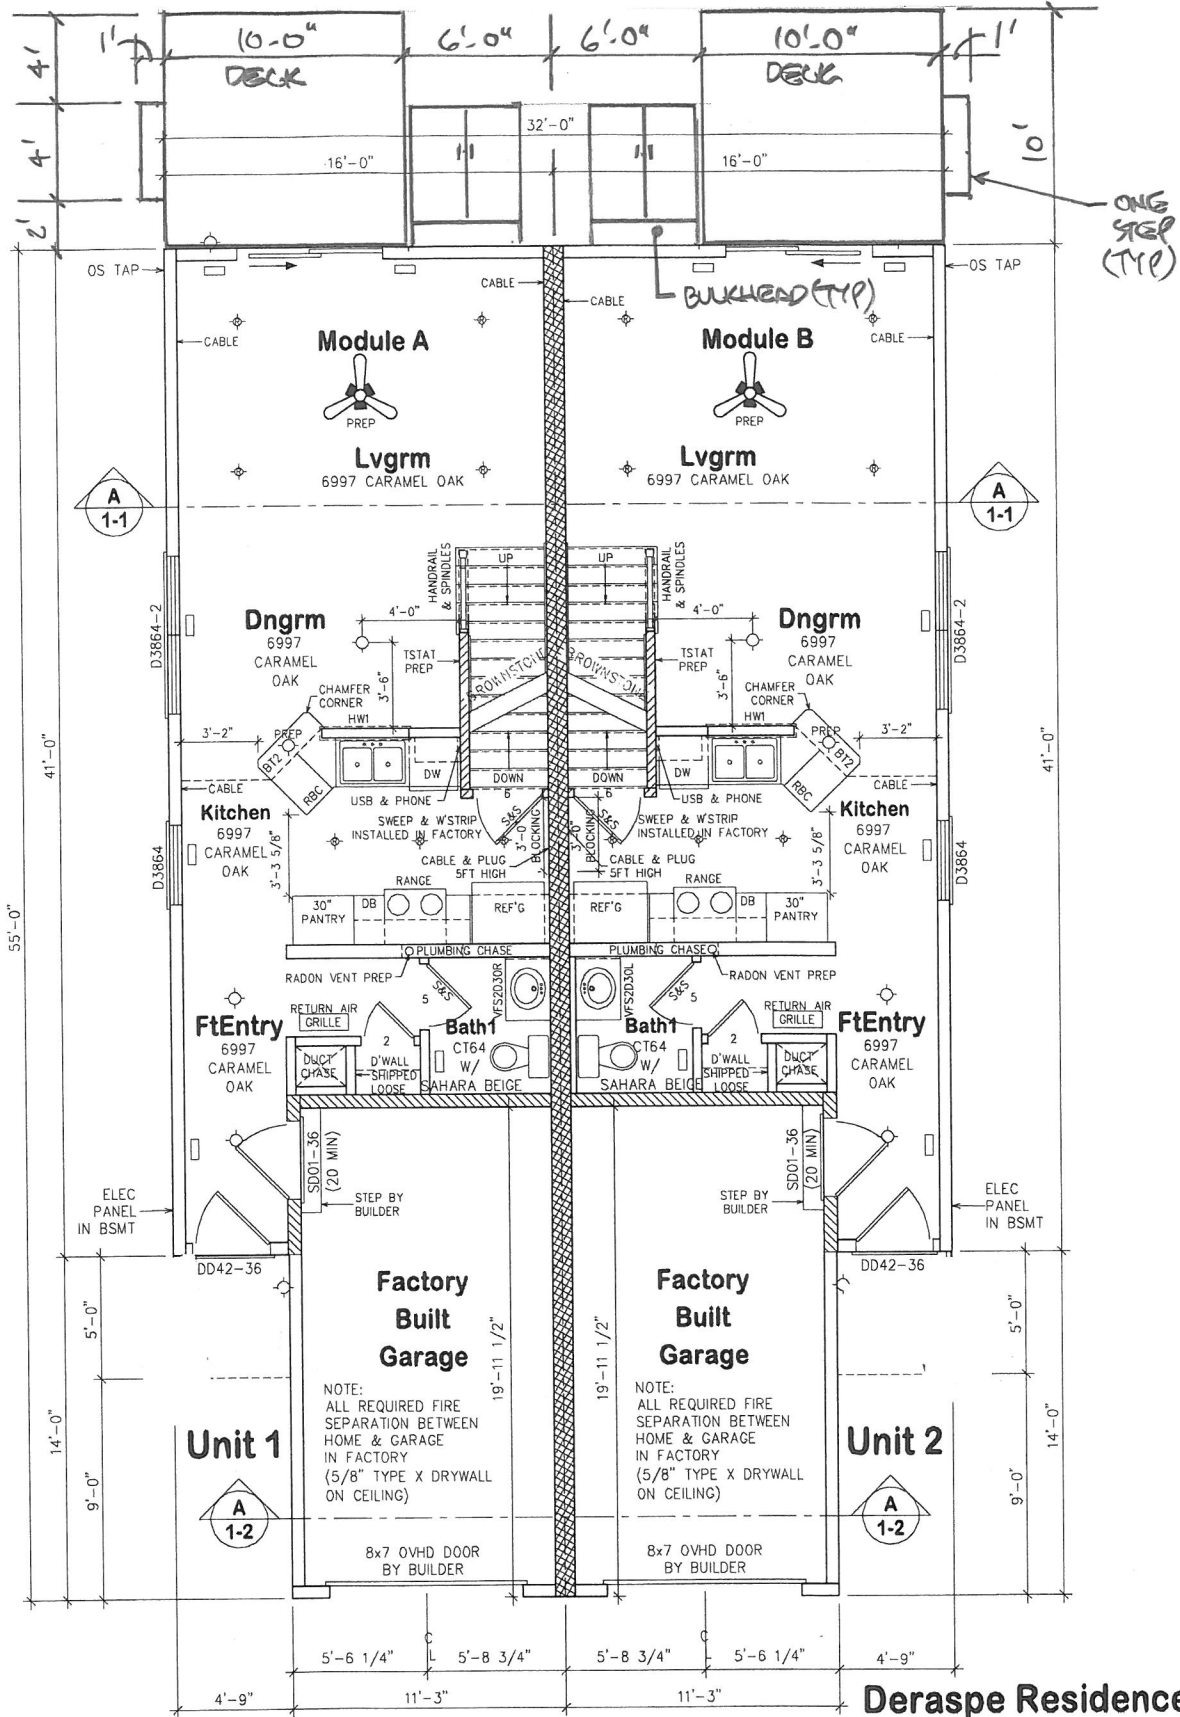 4' 1' 10-0" 6'-0" 6'-0" 10'-0" 1'
DECK DECK
4' 32'-0" 10'
16'-0" 16'-0"
2' ONE
STEP
(TYP)
OS TAP OS TAP
CABLE CABLE BULKHEAD (TYP)
CABLE Module A Module B CABLE
PREP PREP
Lvgrm Lvgrm
6997 CARAMEL OAK 6997 CARAMEL OAK
A A
1-1 1-1
HANDRAIL UP UP HANDRAIL
& SPINDLES & SPINDLES
D3864-2 4'-0" 4'-0" D3864-2
Dngrm Dngrm
6997 6997
CARAMEL TSTAT TSTAT CARAMEL
OAK PREP PREP OAK
BROWNSTONE BROWNSTONE
3'-6" 3'-6"
CHAMFER CHAMFER
CORNER CORNER
HW1 HW1
3'-2" PREP PREP 3'-2"
41'-0" BT2 BT2 41'-0"
RBC DW DOWN DOWN DW RBC
6 6
CABLE CABLE
USB & PHONE USB & PHONE
Kitchen Kitchen
6997 6997
CARAMEL CARAMEL
OAK OAK
SWEEP & W'STRIP S&S S&S SWEEP & W'STRIP
INSTALLED IN FACTORY INSTALLED IN FACTORY
3'-0" 3'-0"
BLOCKING BLOCKING
D3864 3'-3 5/8" 3'-3 5/8" D3864
CABLE & PLUG CABLE & PLUG
5FT HIGH 5FT HIGH
RANGE RANGE
30" DB REF'G REF'G DB 30"
PANTRY PANTRY
55'-0"
PLUMBING CHASE PLUMBING CHASE
RADON VENT PREP RADON VENT PREP
S&S VFS2D30R VFS2D30L S&S
5 5
RETURN AIR RETURN AIR
GRILLE GRILLE
FtEntry Bath1 Bath1 FtEntry
6997 2 CT64 CT64 2 6997
CARAMEL DUCT D'WALL W/ W/ D'WALL DUCT CARAMEL
OAK CHASE SHIPPED SHIPPED CHASE OAK
LOOSE SAHARA BEIGE SAHARA BEIGE LOOSE
SD01-36 SD01-36
(20 MIN) (20 MIN)
STEP BY STEP BY
BUILDER BUILDER
ELEC ELEC
PANEL PANEL
IN BSMT IN BSMT
DD42-36 DD42-36
5'-0" 5'-0"
Factory Factory
Built Built
Garage Garage
19'-11 1/2" 19'-11 1/2"
NOTE: NOTE:
ALL REQUIRED FIRE ALL REQUIRED FIRE
SEPARATION BETWEEN SEPARATION BETWEEN
HOME & GARAGE HOME & GARAGE
IN FACTORY IN FACTORY
(5/8" TYPE X DRYWALL (5/8" TYPE X DRYWALL
ON CEILING) ON CEILING)
14'-0" Unit 1 Unit 2 14'-0"
9'-0" 9'-0"
A A
1-2 1-2
8x7 OVHD DOOR 8x7 OVHD DOOR
BY BUILDER BY BUILDER
C C
L L
5'-6 1/4" 5'-8 3/4" 5'-8 3/4" 5'-6 1/4" 4'-9"
4'-9" 11'-3" 11'-3"
Deraspe Residence